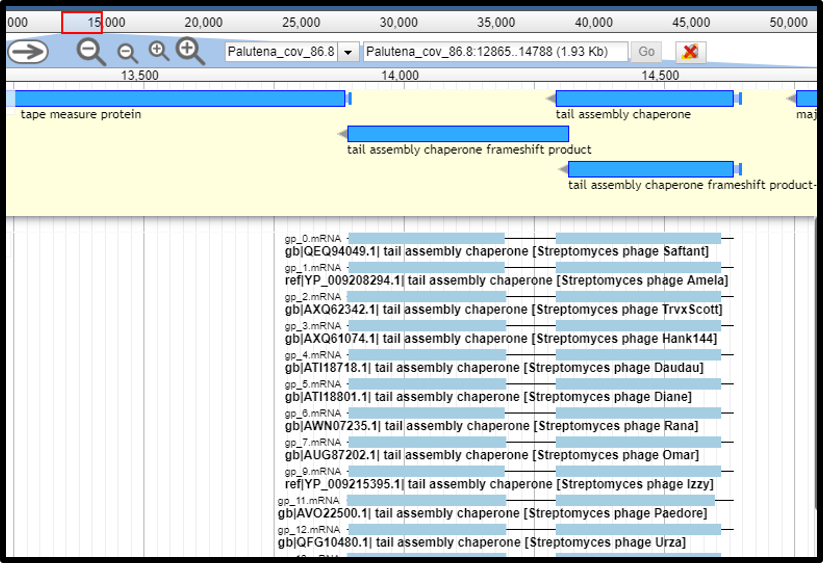 000 15,000 20,000 25,000 30,000 35,000 40,000 45,000 50,000
Palutena_cov_86.8 Palutena_cov_86.8:12865..14788 (1.93 Kb) Go
13,500 14,000 14,500
tape measure protein tail assembly chaperone maj
tail assembly chaperone frameshift product
tail assembly chaperone frameshift product-
gp_0.mRNA
gb|QEQ94049.1| tail assembly chaperone [Streptomyces phage Saftant]
gp_1.mRNA
ref|YP_009208294.1| tail assembly chaperone [Streptomyces phage Amela]
gp_2.mRNA
gb|AXQ62342.1| tail assembly chaperone [Streptomyces phage TrvxScott]
gp_3.mRNA
gb|AXQ61074.1| tail assembly chaperone [Streptomyces phage Hank144]
gp_4.mRNA
gb|ATI18718.1| tail assembly chaperone [Streptomyces phage Daudau]
gp_5.mRNA
gb|ATI18801.1| tail assembly chaperone [Streptomyces phage Diane]
gp_6.mRNA
gb|AWN07235.1| tail assembly chaperone [Streptomyces phage Rana]
gp_7.mRNA
gb|AUG87202.1| tail assembly chaperone [Streptomyces phage Omar]
gp_9.mRNA
ref|YP_009215395.1| tail assembly chaperone [Streptomyces phage Izzy]
gp_11.mRNA
gb|AVO22500.1| tail assembly chaperone [Streptomyces phage Paedore]
gp_12.mRNA
gb|QFG10480.1| tail assembly chaperone [Streptomyces phage Urza]